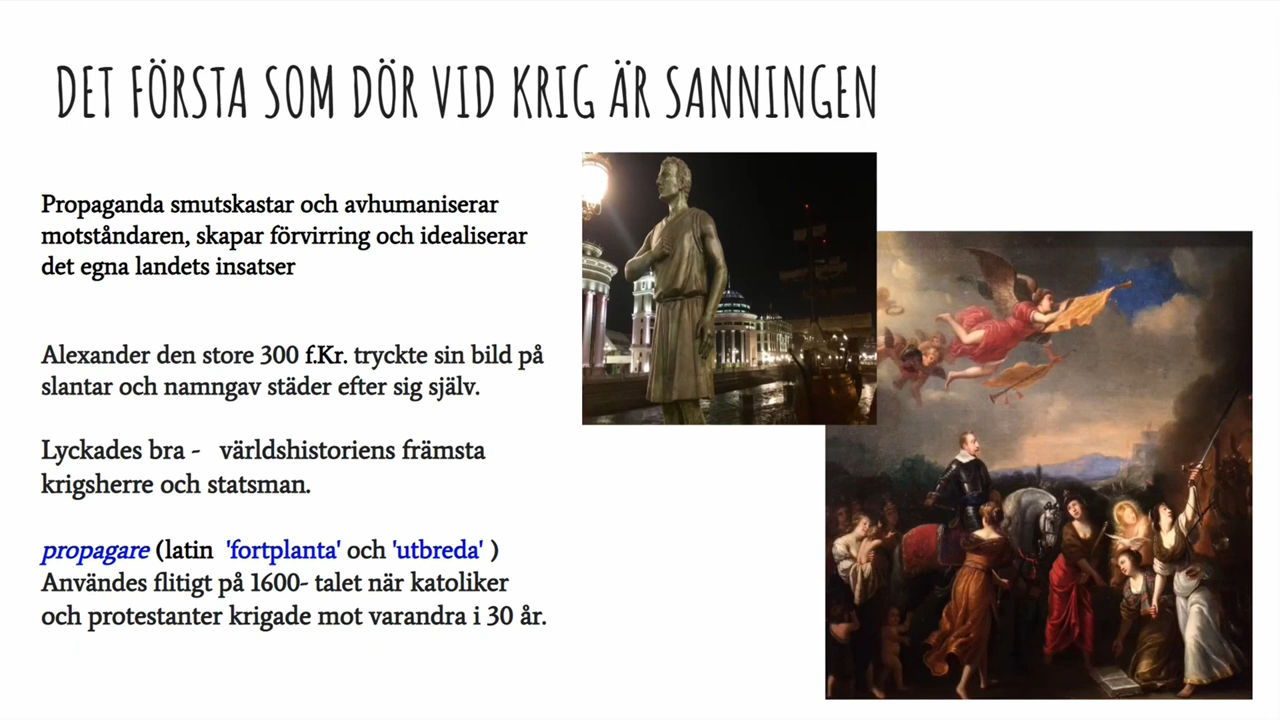 DET FÖRSTA SOM DÖR VID KRIG ÄR SANNINGEN
Propaganda smutskastar och avhumaniserar
motståndaren, skapar förvirring och idealiserar
det egna landets insatser
Alexander den store 300 f.Kr. tryckte sin bild på
slantar och namngav städer efter sig själv.
Lyckades bra - världshistoriens främsta
krigsherre och statsman.
propagare (latin 'fortplanta' och 'utbreda' )
Användes flitigt på 1600- talet när katoliker
och protestanter krigade mot varandra i 30 år.